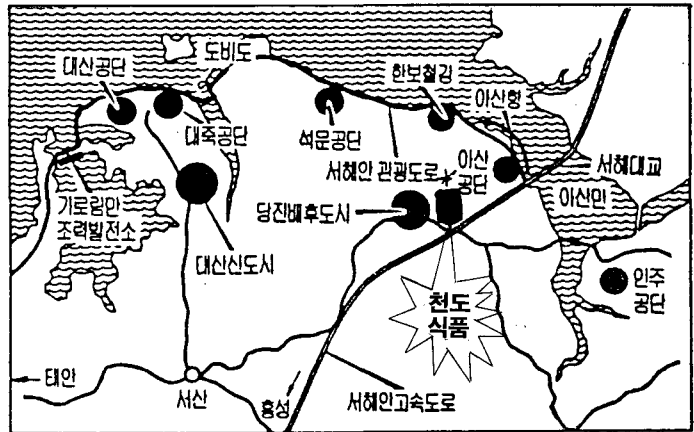 도비도
대산공단
한보철강
아산항
대죽공단
석문공단
서해안 관광도로
아산
공단
서해대교
아산만
가로림만
조력발전소
당진배후도시
대산신도시
인주
공단
천도
식품
태안
서산
홍성
서해안고속도로